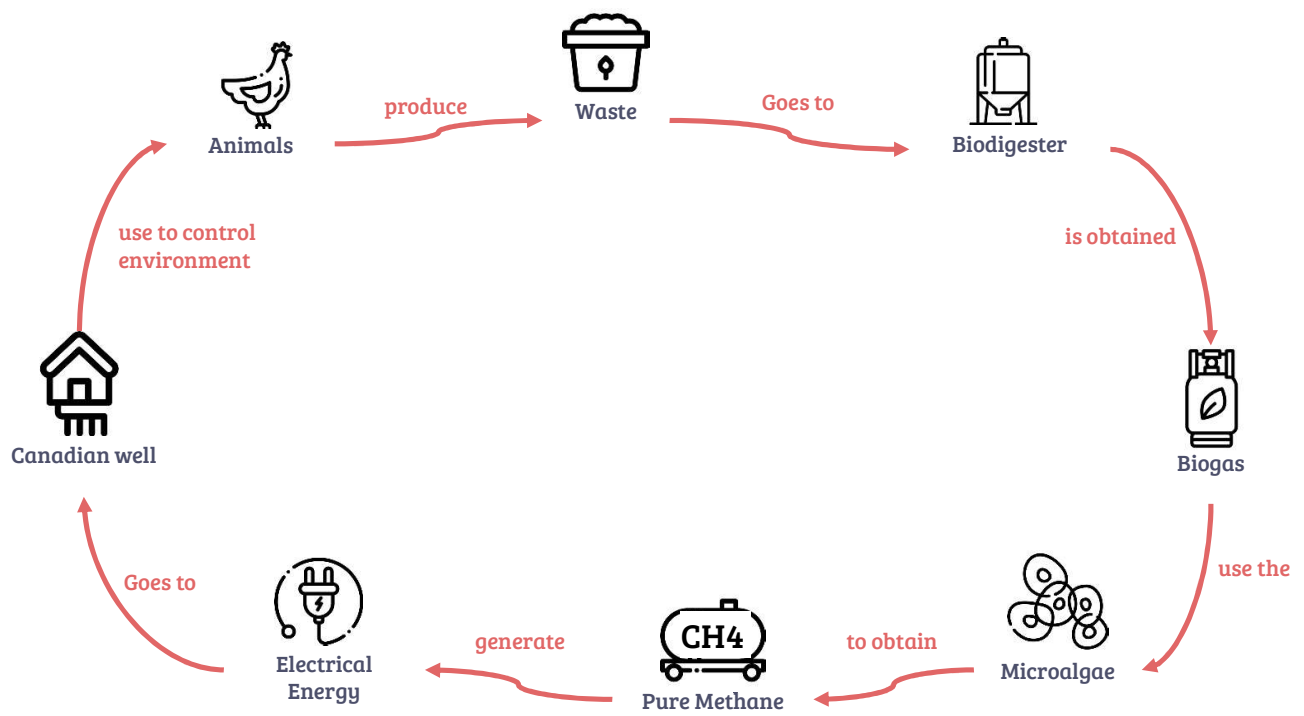 Animals
produce
Waste
Goes to
Biodigester
is obtained
Biogas
use the
Microalgae
to obtain
CH4
Pure Methane
generate
Electrical
Energy
Goes to
Canadian well
use to control
environment